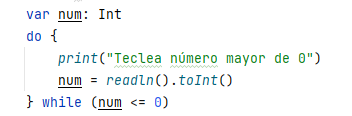 var num: Int
do {
    print("Teclea número mayor de 0")
    num = readln().toInt()
} while (num <= 0)